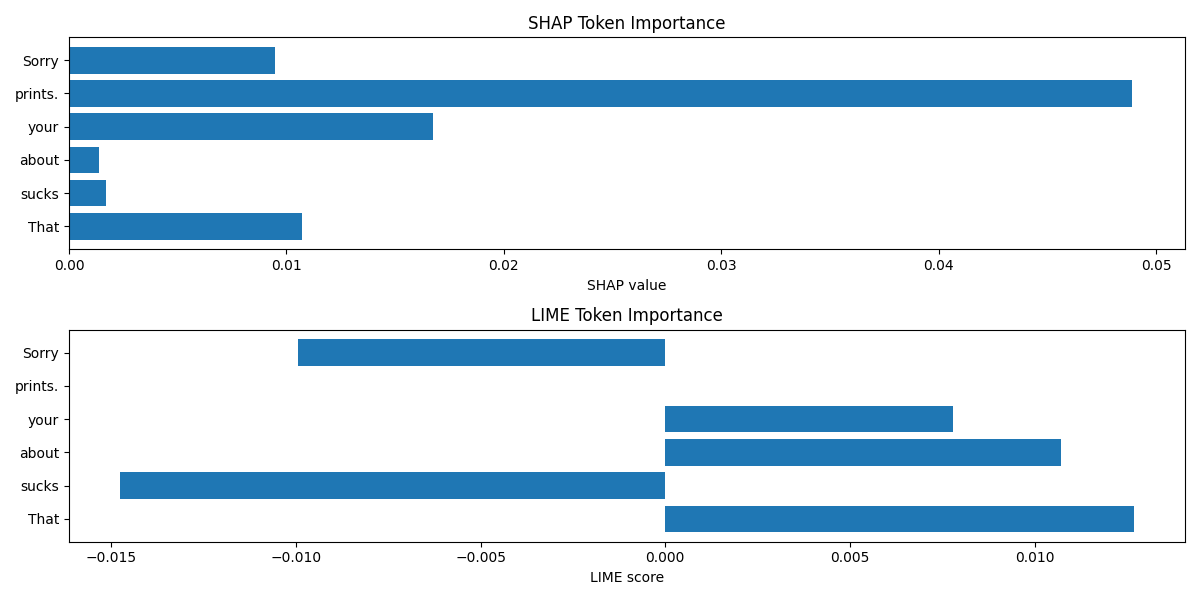 SHAP Token Importance
Sorry
prints.
your
about
sucks
That
0.00 0.01 0.02 0.03 0.04 0.05
SHAP value
LIME Token Importance
Sorry
prints.
your
about
sucks
That
−0.015 −0.010 −0.005 0.000 0.005 0.010
LIME score